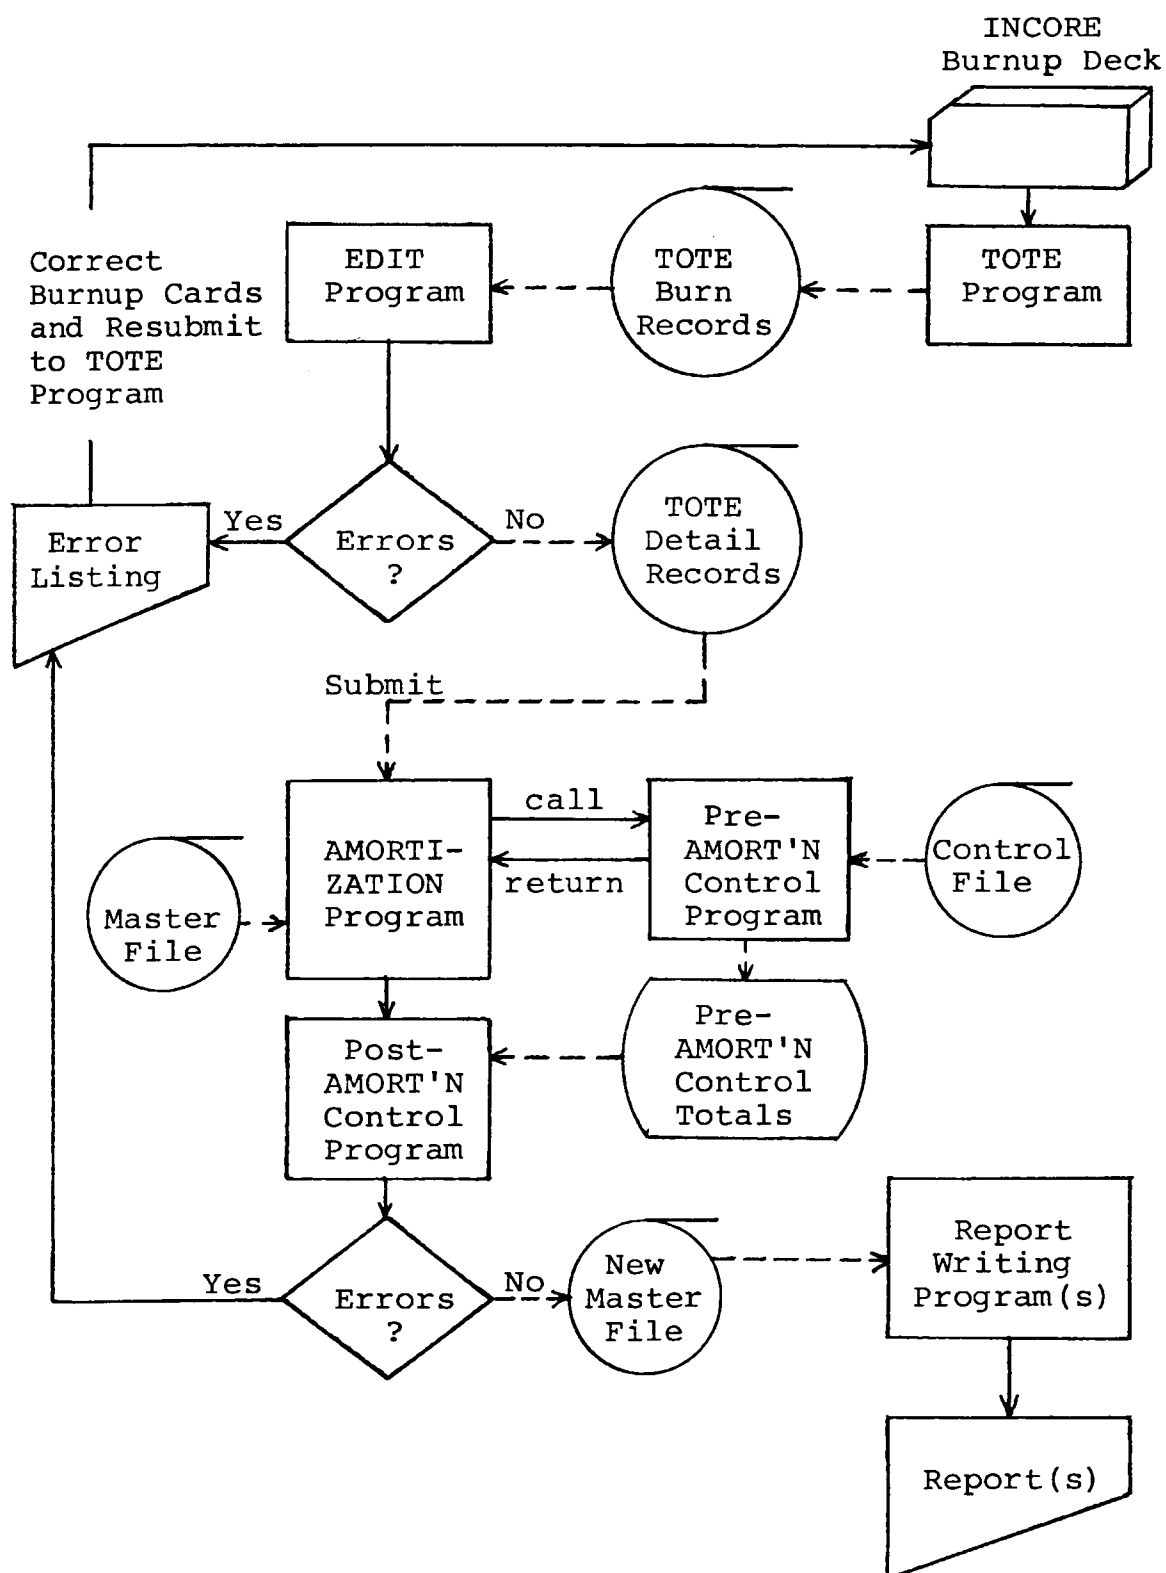 INCORE
Burnup Deck
TOTE
Program
TOTE
Burn
Records
EDIT
Program
Correct
Burnup Cards
and Resubmit
to TOTE
Program
Error
Listing
Yes
Errors
?
No
TOTE
Detail
Records
Submit
AMORTI-
ZATION
Program
call
return
Pre-
AMORT'N
Control
Program
Control
File
Master
File
Pre-
AMORT'N
Control
Totals
Post-
AMORT'N
Control
Program
Yes
Errors
?
No
New
Master
File
Report
Writing
Program(s)
Report(s)